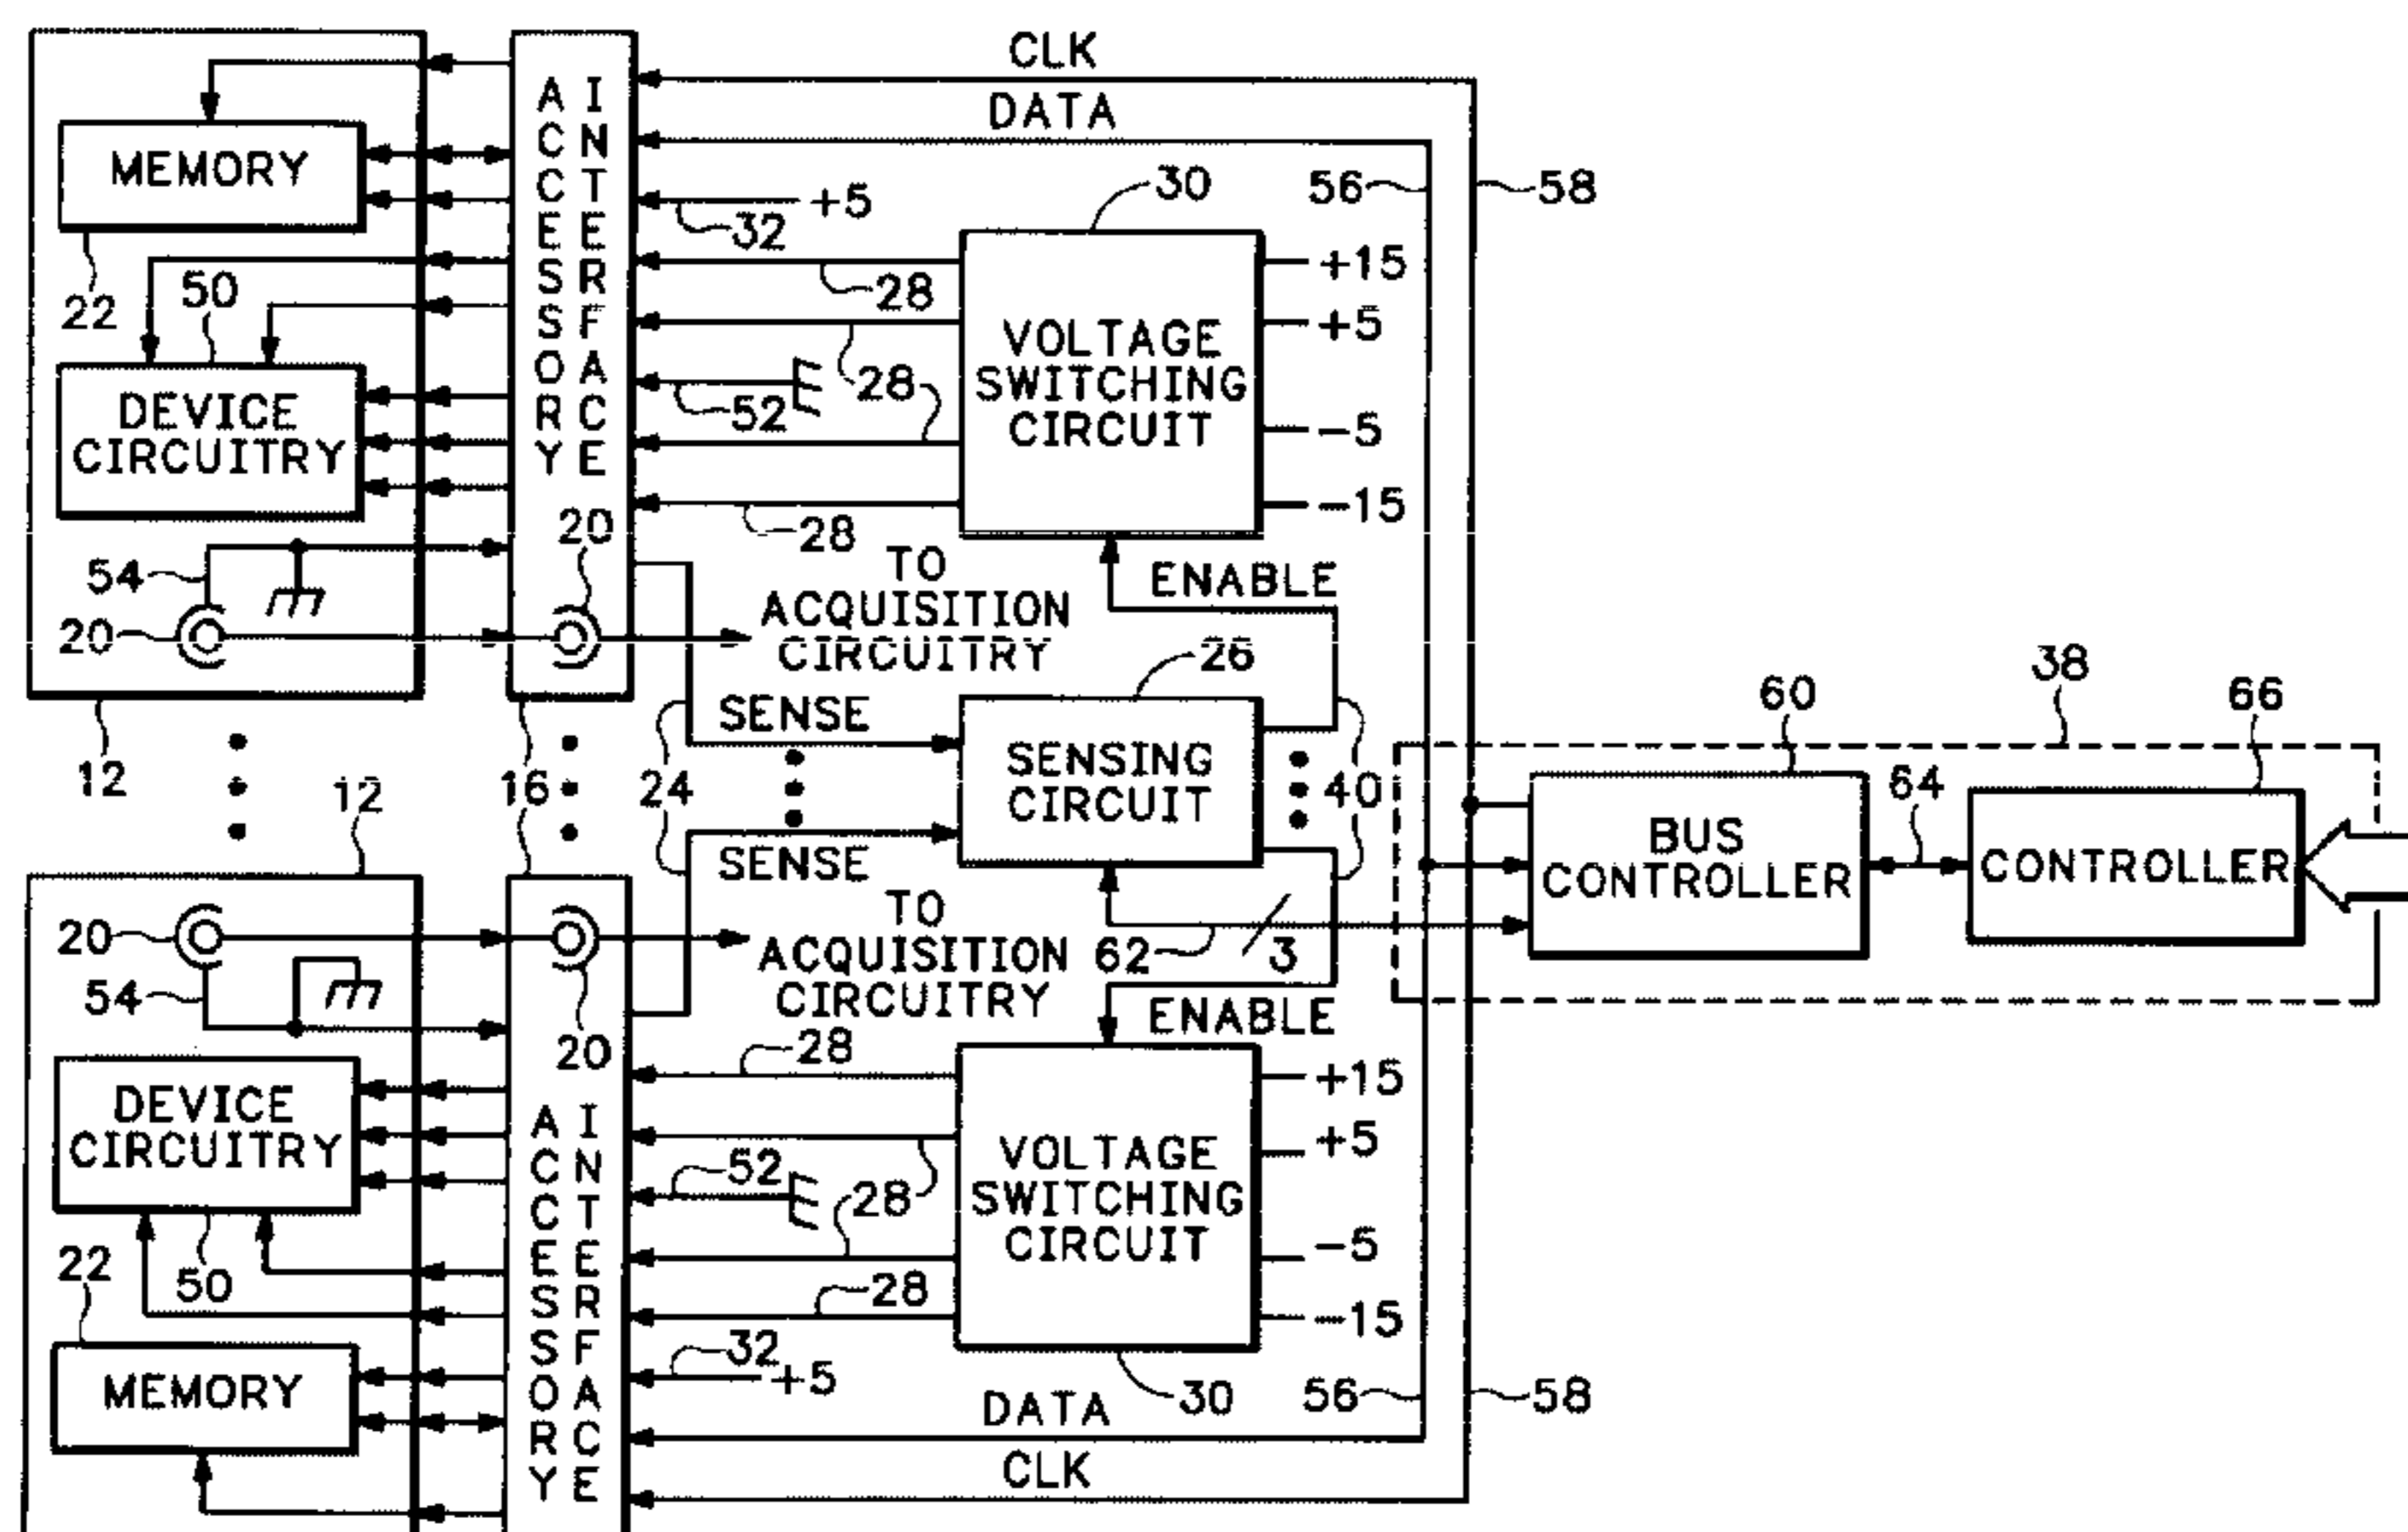 CLK
DATA
MEMORY
ACCESSORY
INTERFACE
30
56
58
+5
32
22
50
28
+15
+5
-5
-15
VOLTAGE
SWITCHING
CIRCUIT
28
52
DEVICE
CIRCUITRY
28
20
54
20
TO
ACQUISITION
CIRCUITRY
ENABLE
26
38
60
66
12
16
24
SENSE
SENSING
CIRCUIT
40
64
12
BUS
CONTROLLER
CONTROLLER
SENSE
20
54
TO
ACQUISITION
CIRCUITRY
62
3
ENABLE
20
28
DEVICE
CIRCUITRY
ACCESSORY
INTERFACE
52
28
28
VOLTAGE
SWITCHING
CIRCUIT
+15
+5
-5
-15
22
50
32
+5
MEMORY
30
56
58
DATA
CLK